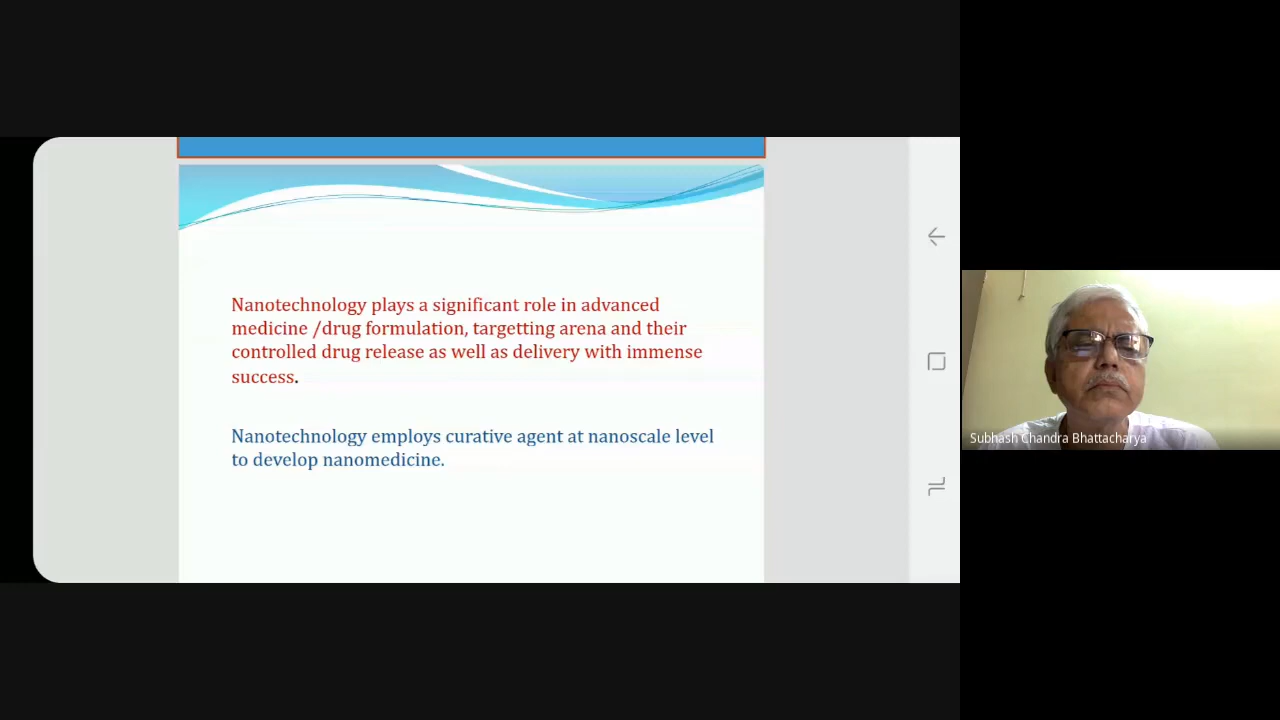 Nanotechnology plays a significant role in advanced
medicine /drug formulation, targetting arena and their
controlled drug release as well as delivery with immense
success.
Nanotechnology employs curative agent at nanoscale level
to develop nanomedicine.
Subhash Chandra Bhattacharya